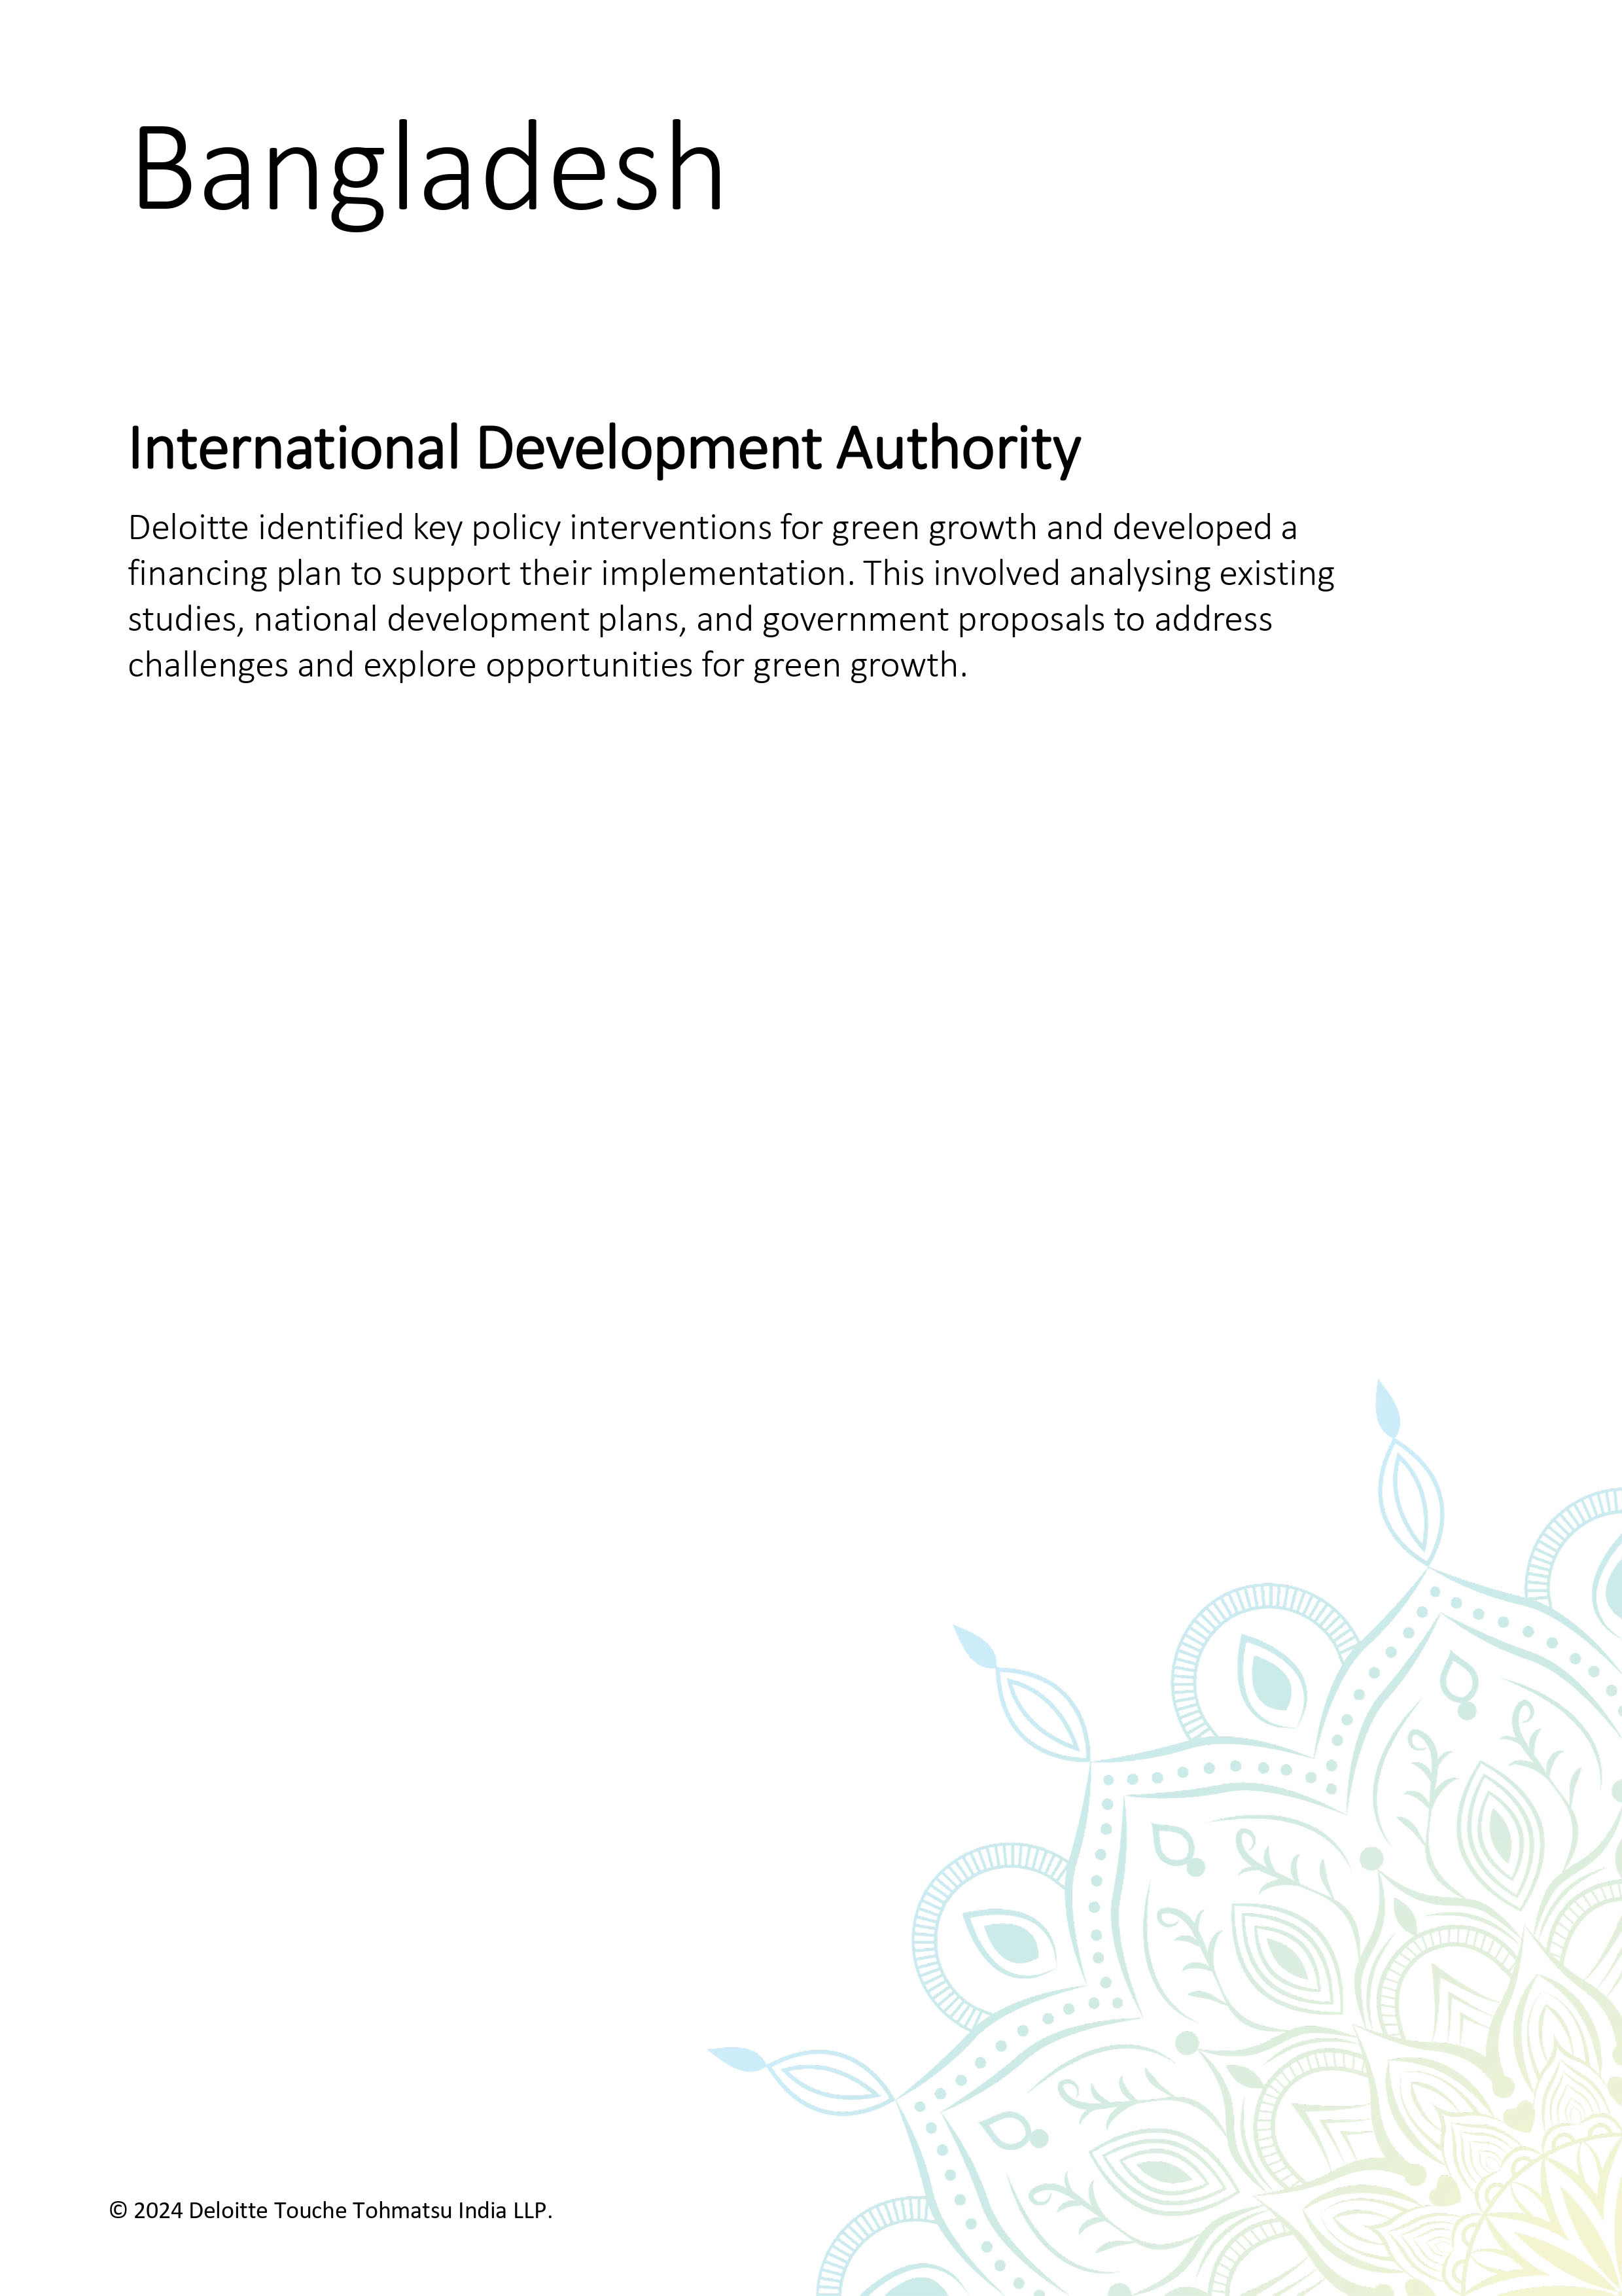 Bangladesh
International Development Authority
Deloitte identified key policy interventions for green growth and developed a
financing plan to support their implementation. This involved analysing existing
studies, national development plans, and government proposals to address
challenges and explore opportunities for green growth.
© 2024 Deloitte Touche Tohmatsu India LLP.